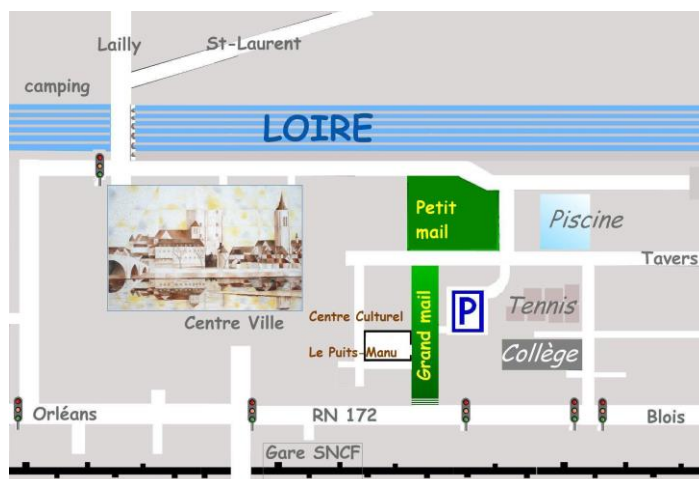 Lailly
St-Laurent
camping
LOIRE
Petit
mail
Piscine
Tavers
Centre Ville
Centre Culturel
Grand mail
P
Tennis
Le Puits-Manu
Collège
Orléans
RN 172
Blois
Gare SNCF